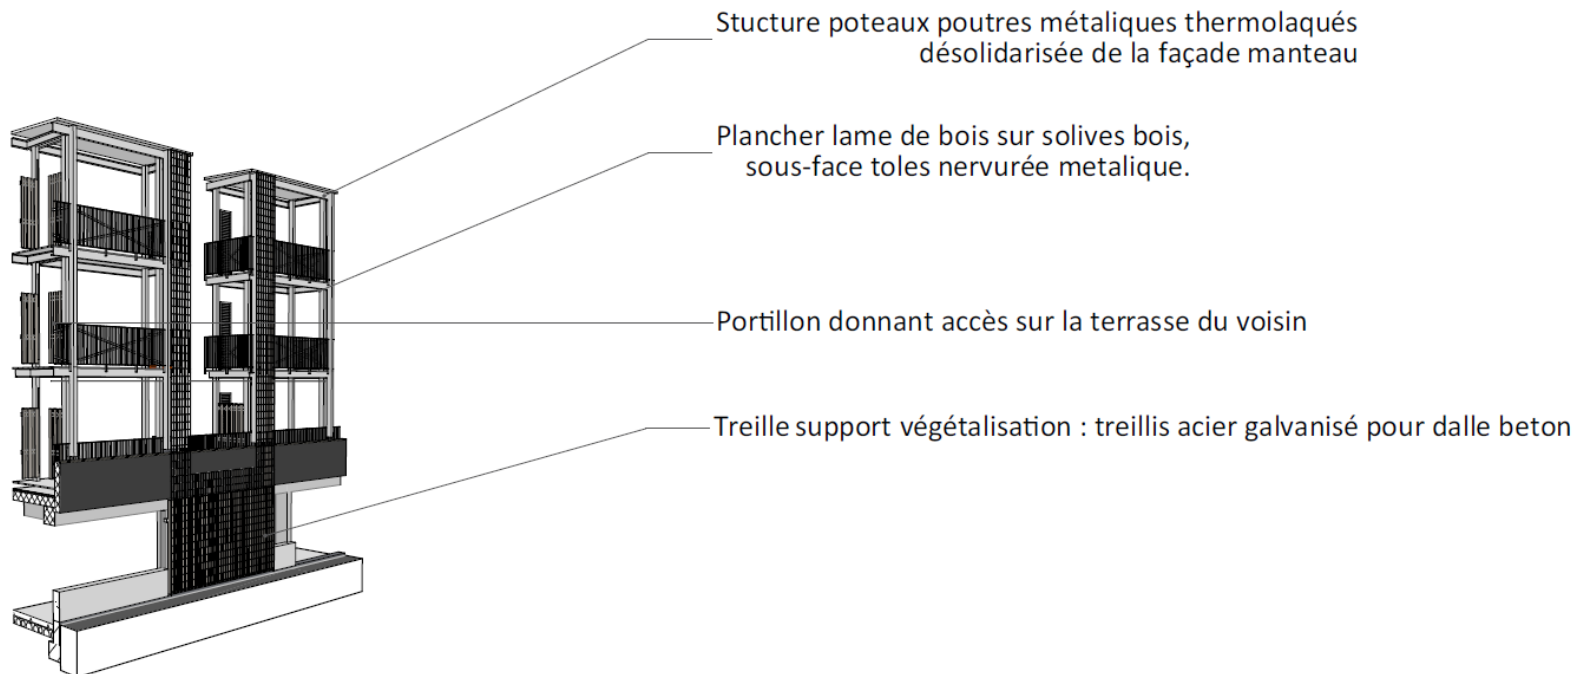 Stucture poteaux poutres métaliques thermolaqués
désolidarisée de la façade manteau
Plancher lame de bois sur solives bois,
sous-face toles nervurée metalique.
Portillon donnant accès sur la terrasse du voisin
Treille support végétalisation : treillis acier galvanisé pour dalle beton